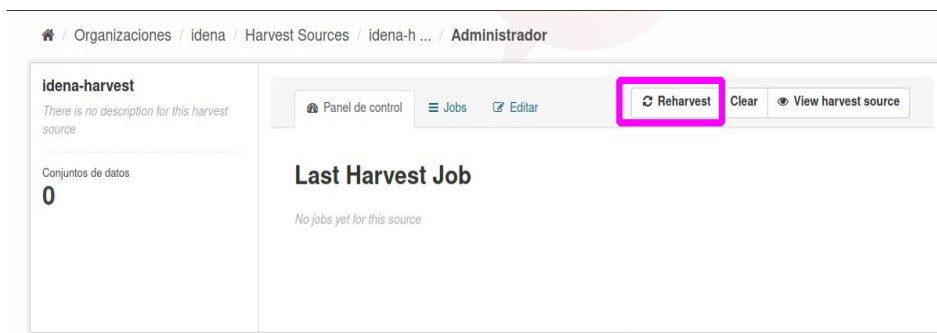 / Organizaciones / idena / Harvest Sources / idena-h ... / Administrador
idena-harvest
There is no description for this harvest
source
Conjuntos de datos
0
Panel de control
Jobs
Editar
Reharvest
Clear
View harvest source
Last Harvest Job
No jobs yet for this source